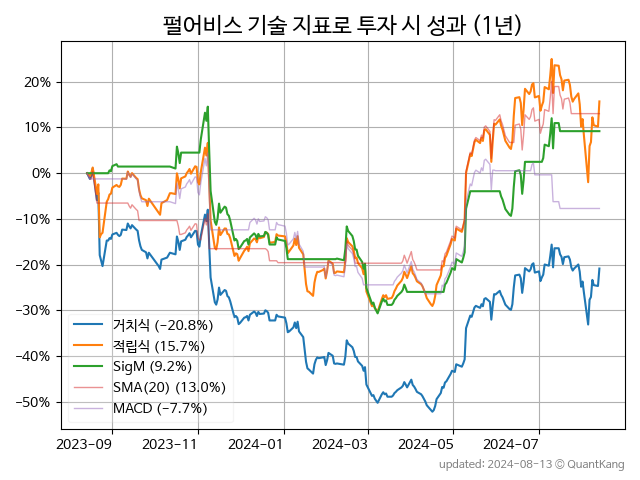 펄어비스 기술 지표로 투자 시 성과 (1년)
20%
10%
0%
−10%
−20%
−30%
−40%
−50%
거치식 (−20.8%)
적립식 (15.7%)
SigM (9.2%)
SMA(20) (13.0%)
MACD (−7.7%)
2023-09
2023-11
2024-01
2024-03
2024-05
2024-07
updated: 2024-08-13 © QuantKang